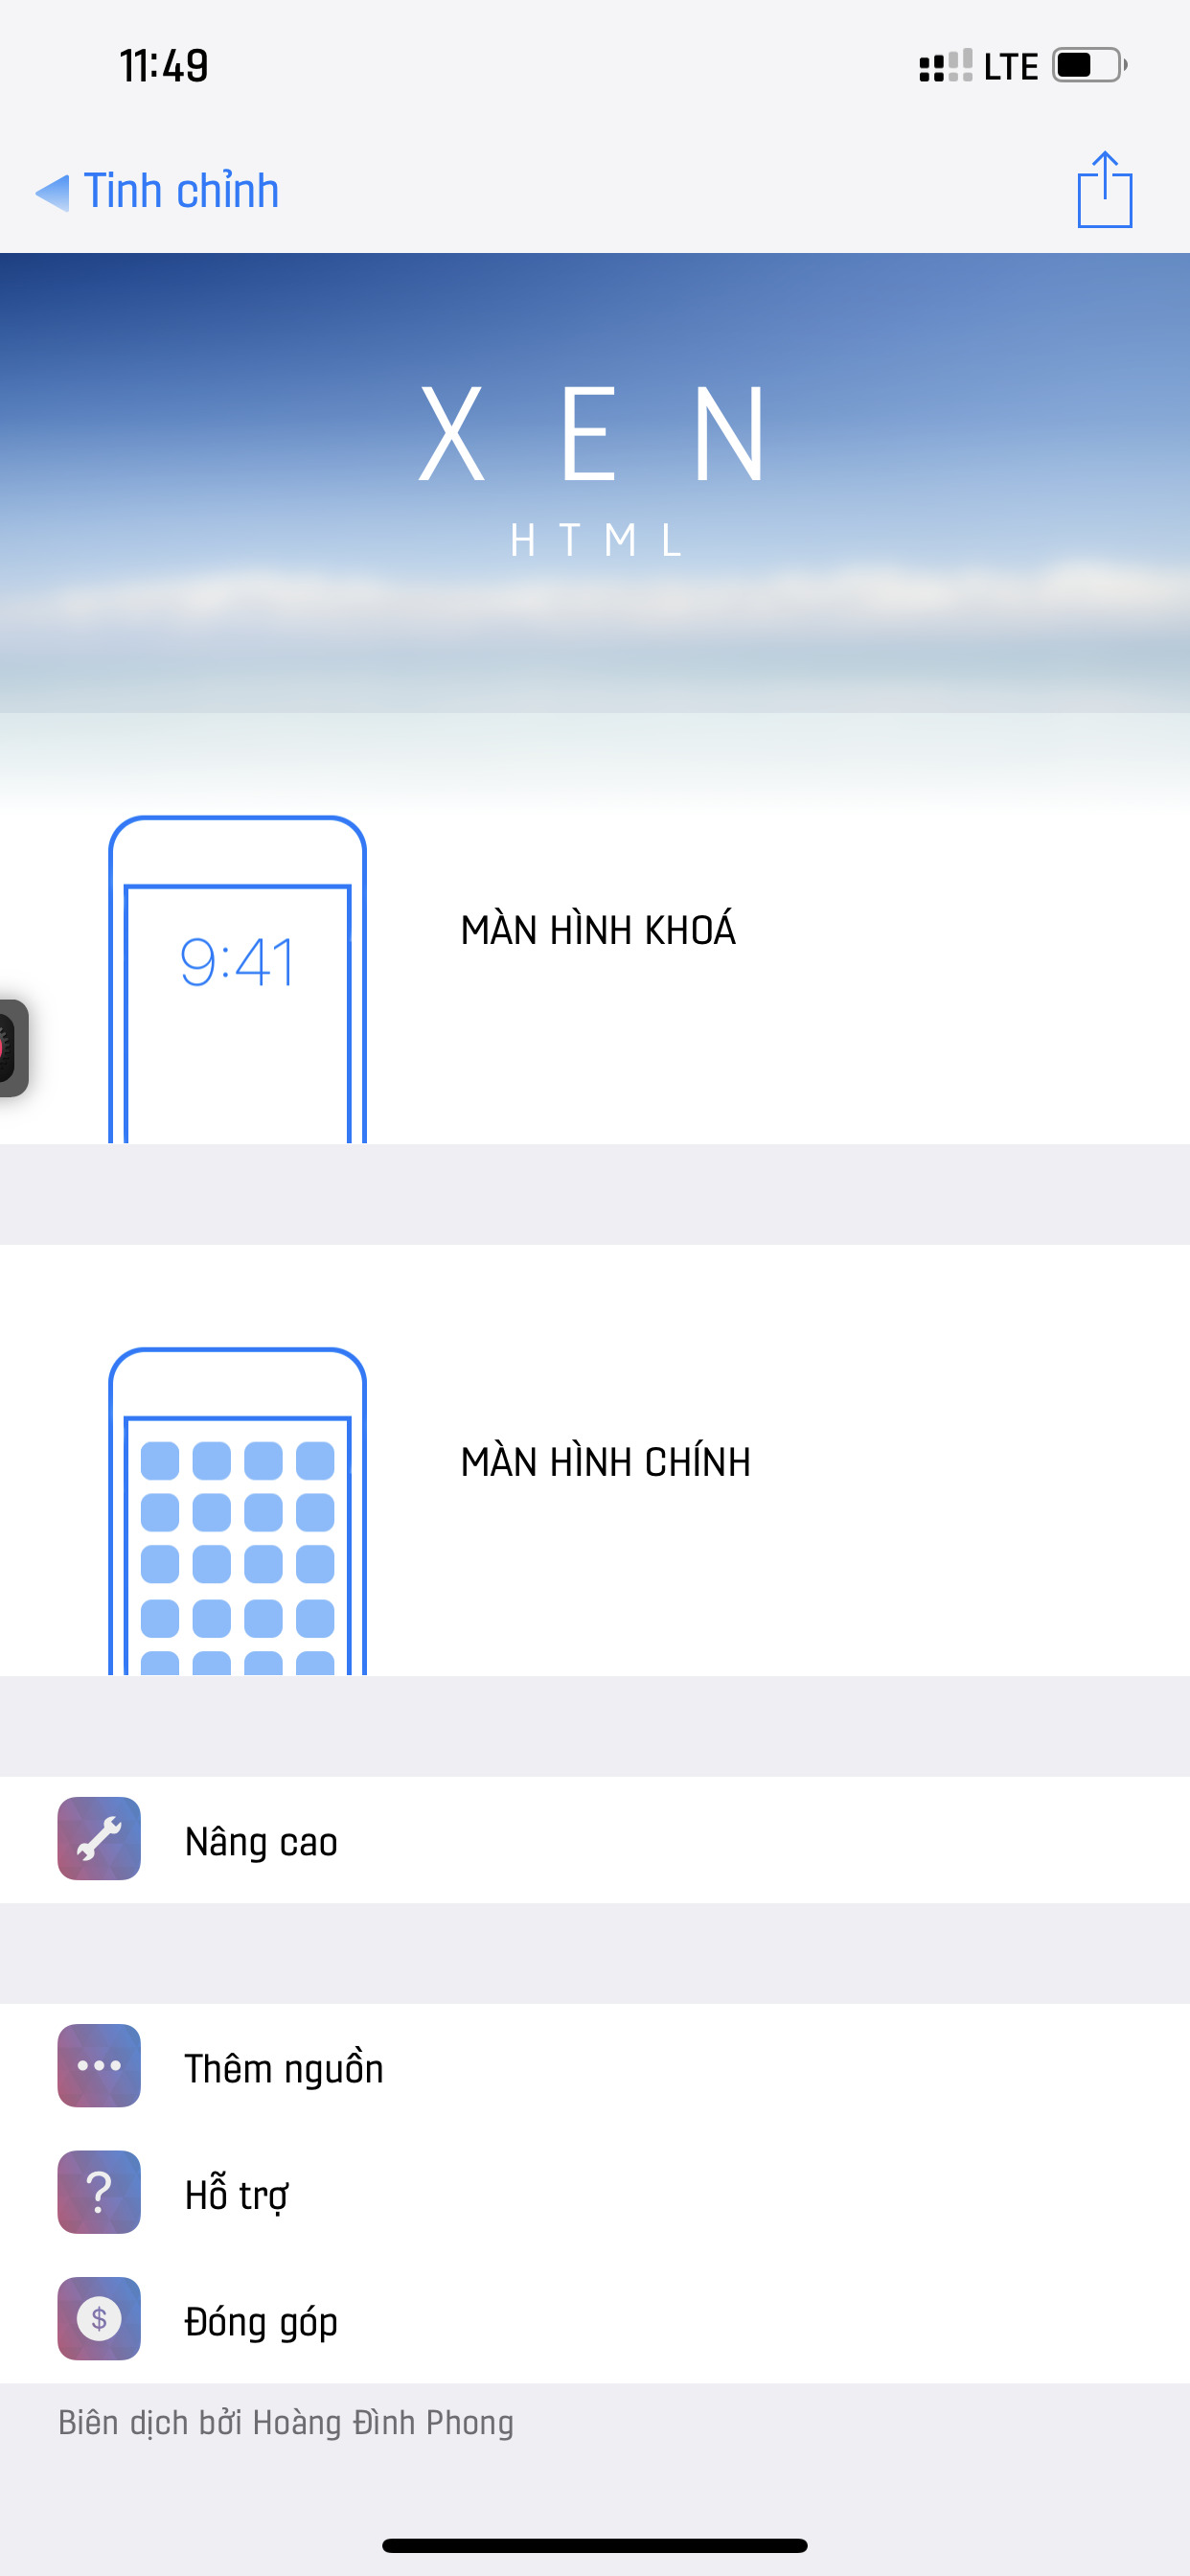 11:49 LTE
Tinh chỉnh
XEN
HTML
9:41
MÀN HÌNH KHOÁ
MÀN HÌNH CHÍNH
Nâng cao
Thêm nguồn
Hỗ trợ
$
Đóng góp
Biên dịch bởi Hoàng Đình Phong